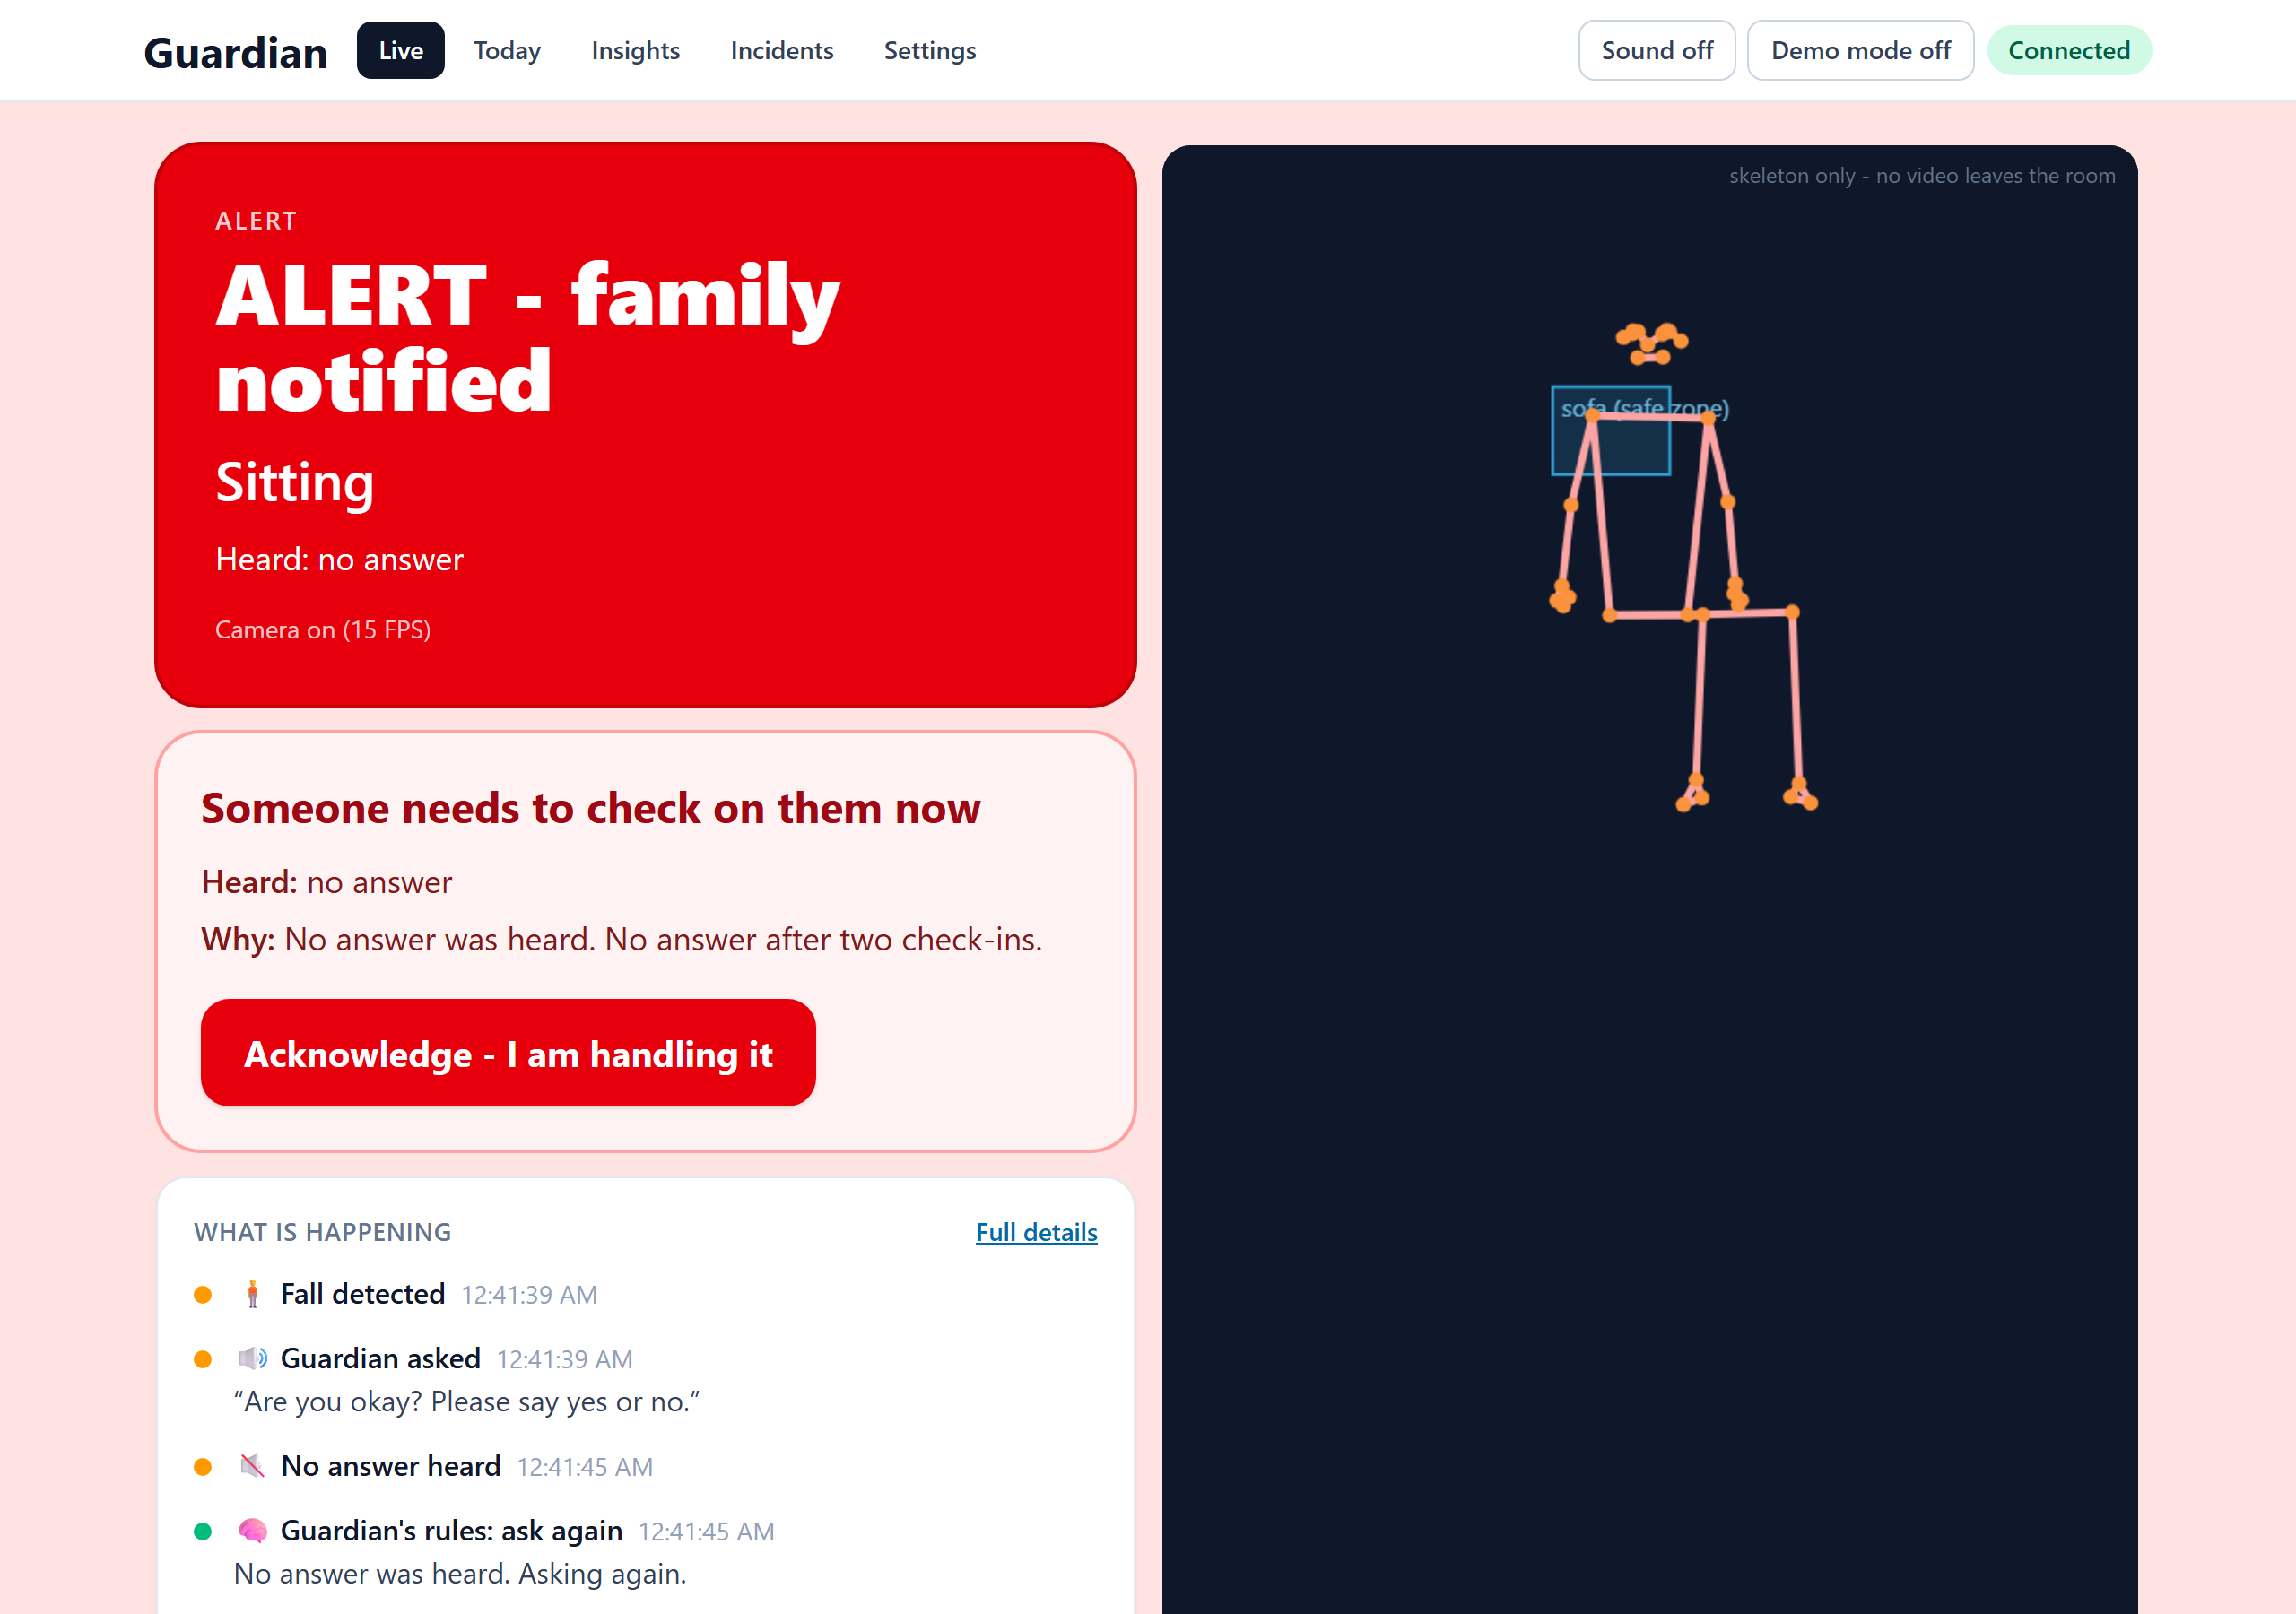 Guardian Live Today Insights Incidents Settings Sound off Demo mode off Connected
ALERT
ALERT - family
notified
Sitting
Heard: no answer
Camera on (15 FPS)
skeleton only - no video leaves the room
sofa (safe zone)
Someone needs to check on them now
Heard: no answer
Why: No answer was heard. No answer after two check-ins.
Acknowledge - I am handling it
WHAT IS HAPPENING Full details
Fall detected 12:41:39 AM
Guardian asked 12:41:39 AM
“Are you okay? Please say yes or no.”
No answer heard 12:41:45 AM
Guardian's rules: ask again 12:41:45 AM
No answer was heard. Asking again.